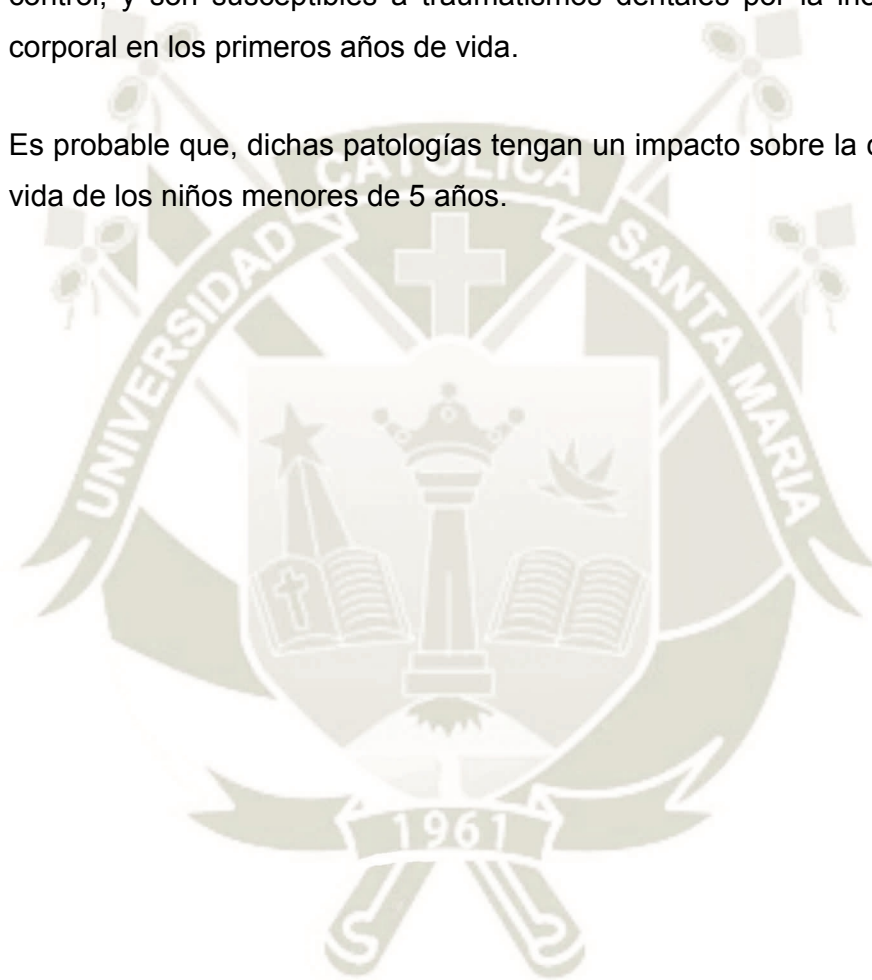 control, y son susceptibles a traumatismos dentales por la
corporal en los primeros años de vida.
Es probable que, dichas patologías tengan un impacto sobre la
vida de los niños menores de 5 años.
UNIVERSIDAD CATOLICA SANTA MARIA
1961